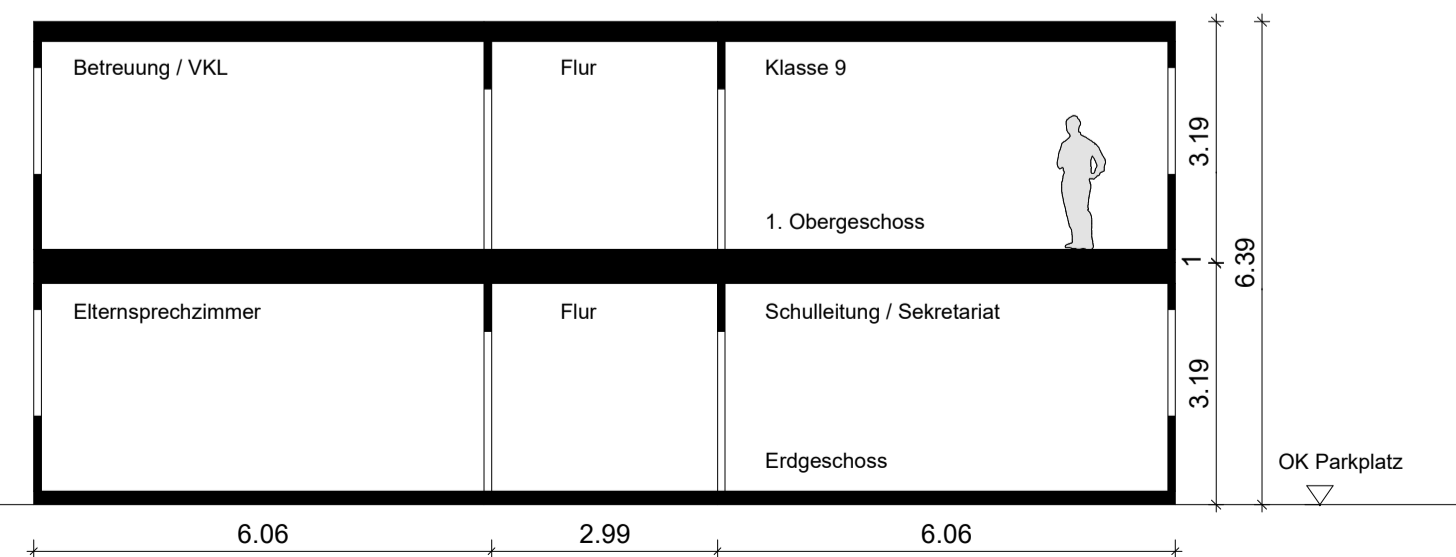 Betreuung / VKL
Flur
Klasse 9
3.19
1. Obergeschoss
1
6.39
Elternsprechzimmer
Flur
Schulleitung / Sekretariat
3.19
Erdgeschoss
OK Parkplatz
6.06
2.99
6.06